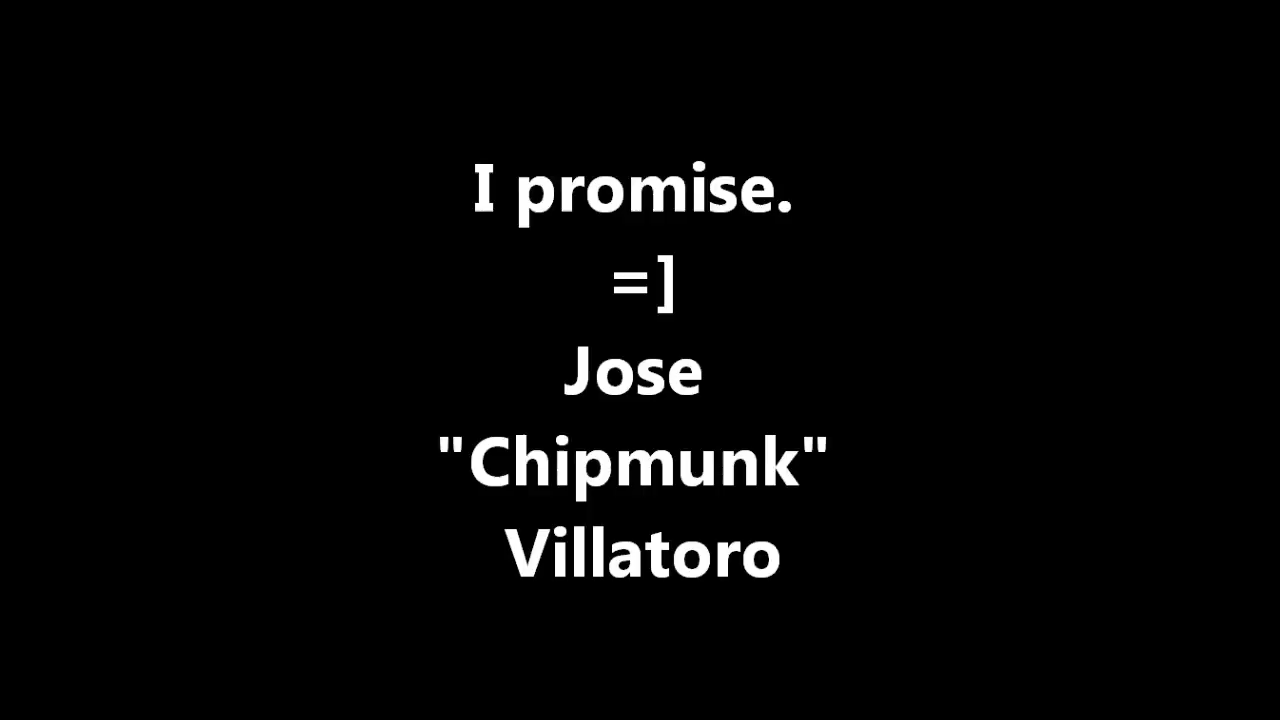 I promise.
=]
Jose
"Chipmunk"
Villatoro